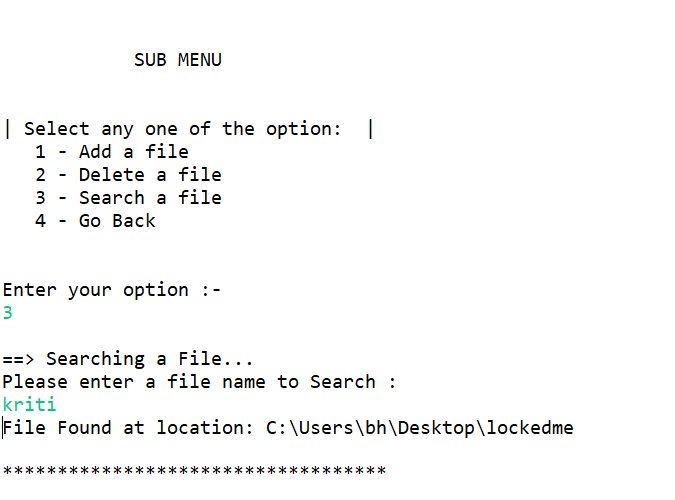 SUB MENU
| Select any one of the option:  |
1 - Add a file
2 - Delete a file
3 - Search a file
4 - Go Back
Enter your option :-
3
==> Searching a File...
Please enter a file name to Search :
kriti
File Found at location: C:\Users\bh\Desktop\lockedme
***********************************